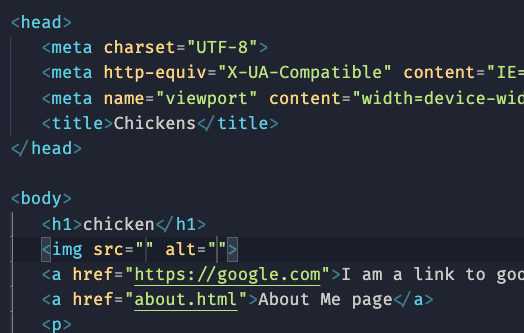 <head>
<meta charset="UTF-8">
<meta http-equiv="X-UA-Compatible" content="IE=
<meta name="viewport" content="width=device-wid
<title>Chickens</title>
</head>
<body>
<h1>chicken</h1>
<img src="" alt="">
<a href="https://google.com">I am a link to goo
<a href="about.html">About Me page</a>
<p>